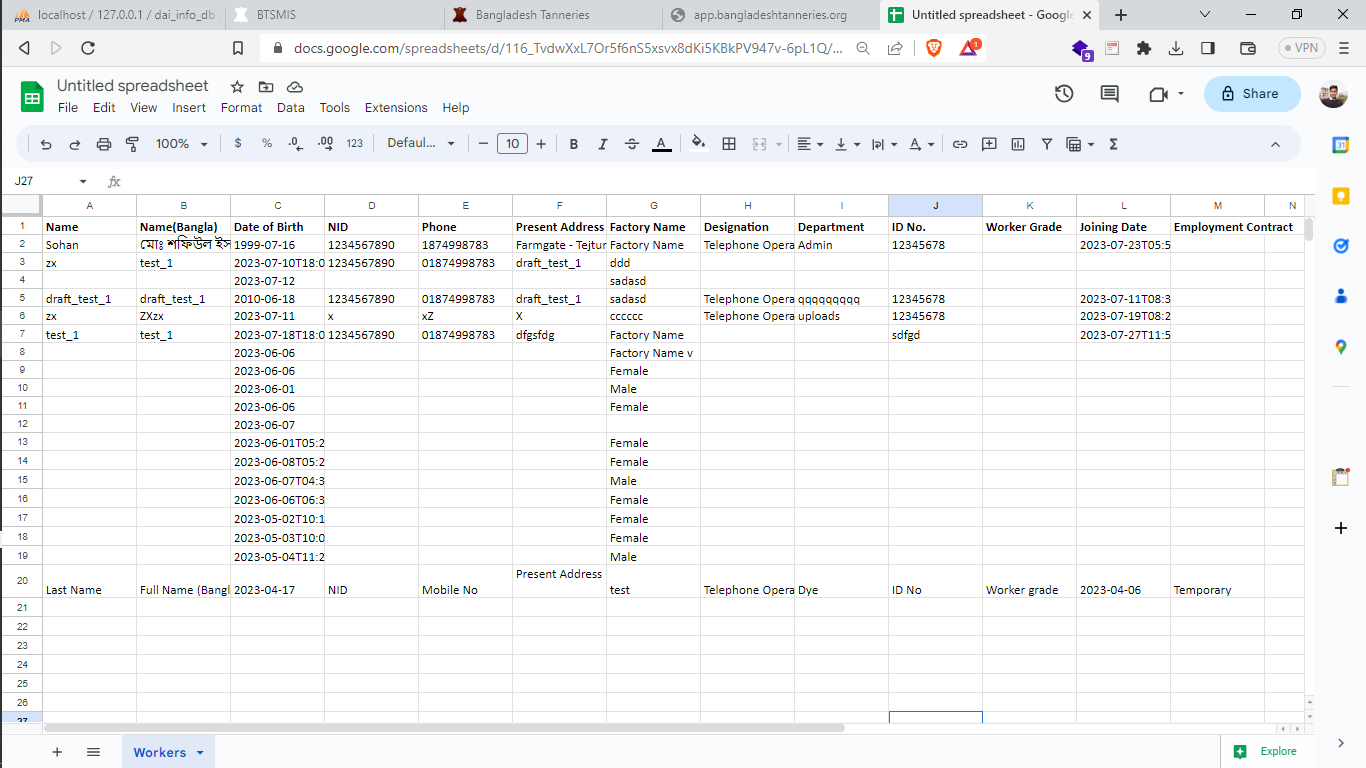 localhost / 127.0.0.1 / dai_info_db
BTSMIS
Bangladesh Tanneries
app.bangladeshtanneries.org
Untitled spreadsheet - Google
docs.google.com/spreadsheets/d/116_TvdwXxL7Or5f6nS5xsvx8dKi5KBkPV947v-6pL1Q/...
1
9
VPN
Untitled spreadsheet
File Edit View Insert Format Data Tools Extensions Help
Share
31
100% $ % .0 .00 123 Defaul... − 10 + B I A A Σ
J27 fx
A B C D E F G H I J K L M N
1 Name Name(Bangla) Date of Birth NID Phone Present Address Factory Name Designation Department ID No. Worker Grade Joining Date Employment Contract
2 Sohan মোঃ শফিউল ইস 1999-07-16 1234567890 1874998783 Farmgate - Tejtur Factory Name Telephone Opera Admin 12345678 2023-07-23T05:5
3 zx test_1 2023-07-10T18:0 1234567890 01874998783 draft_test_1 ddd
4 2023-07-12 sadasd
5 draft_test_1 draft_test_1 2010-06-18 1234567890 01874998783 draft_test_1 sadasd Telephone Opera qqqqqqqqq 12345678 2023-07-11T08:3
6 zx ZXzx 2023-07-11 x xZ X cccccc Telephone Opera uploads 12345678 2023-07-19T08:2
7 test_1 test_1 2023-07-18T18:0 1234567890 01874998783 dfgsfdg Factory Name sdfgd 2023-07-27T11:5
8 2023-06-06 Factory Name v
9 2023-06-06 Female
10 2023-06-01 Male
11 2023-06-06 Female
12 2023-06-07
13 2023-06-01T05:2 Female
14 2023-06-08T05:2 Female
15 2023-06-07T04:3 Male
16 2023-06-06T06:3 Female
17 2023-05-02T10:1 Female
18 2023-05-03T10:0 Female
19 2023-05-04T11:2 Male
20 Last Name Full Name (Bangl 2023-04-17 NID Mobile No Present Address test Telephone Opera Dye ID No Worker grade 2023-04-06 Temporary
21
22
23
24
25
26
27
Workers
Explore